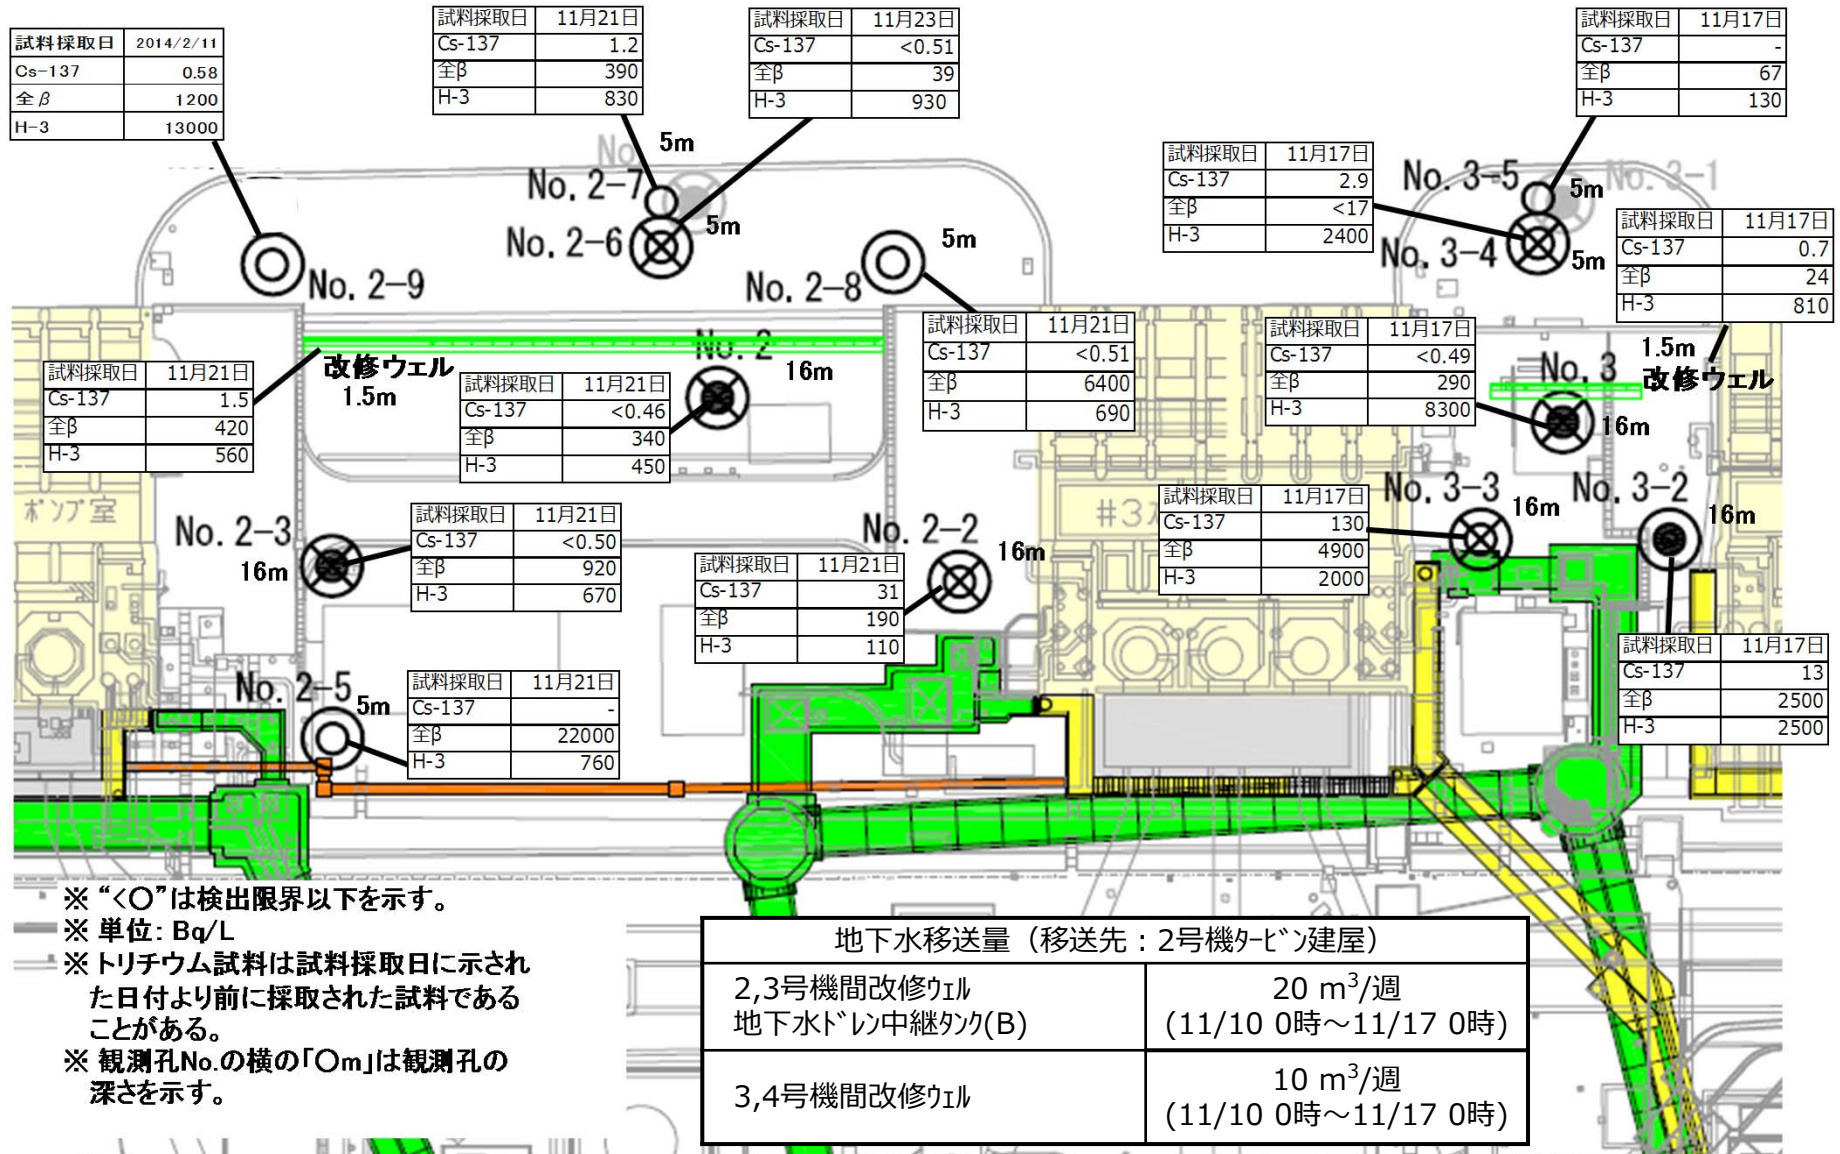 試料採取日 2014/2/11
Cs-137 0.58
全β 1200
H-3 13000
試料採取日 11月21日
Cs-137 1.2
全β 390
H-3 830
試料採取日 11月23日
Cs-137 <0.51
全β 39
H-3 930
試料採取日 11月17日
Cs-137 -
全β 67
H-3 130
試料採取日 11月17日
Cs-137 2.9
全β <17
H-3 2400
試料採取日 11月17日
Cs-137 0.7
全β 24
H-3 810
No 5m
No. 2-7
No. 2-6 5m
No. 2-9
No. 2-8 5m
No. 3-5 5m No. 3-1
No. 3-4 5m
試料採取日 11月21日
Cs-137 1.5
全β 420
H-3 560
改修ウェル
1.5m
No. 2
16m
試料採取日 11月21日
Cs-137 <0.46
全β 340
H-3 450
試料採取日 11月21日
Cs-137 <0.51
全β 6400
H-3 690
試料採取日 11月17日
Cs-137 <0.49
全β 290
H-3 8300
No. 3
16m
1.5m
改修ウェル
ポンプ室
No. 2-3
16m
試料採取日 11月21日
Cs-137 <0.50
全β 920
H-3 670
No. 2-2
16m
試料採取日 11月21日
Cs-137 31
全β 190
H-3 110
#3ス
試料採取日 11月17日
Cs-137 130
全β 4900
H-3 2000
No. 3-3
16m
No. 3-2
16m
試料採取日 11月17日
Cs-137 13
全β 2500
H-3 2500
No. 2-5
5m
試料採取日 11月21日
Cs-137 -
全β 22000
H-3 760
※ “<〇”は検出限界以下を示す。
※ 単位: Bq/L
※ トリチウム試料は試料採取日に示され
た日付より前に採取された試料である
ことがある。
※ 観測孔No.の横の「〇m」は観測孔の
深さを示す。
地下水移送量（移送先：2号機ﾀｰﾋﾞﾝ建屋）
2,3号機間改修ｳｪﾙ
地下水ﾄﾞﾚﾝ中継ﾀﾝｸ(B)
20 m³/週
(11/10 0時～11/17 0時)
3,4号機間改修ｳｪﾙ
10 m³/週
(11/10 0時～11/17 0時)